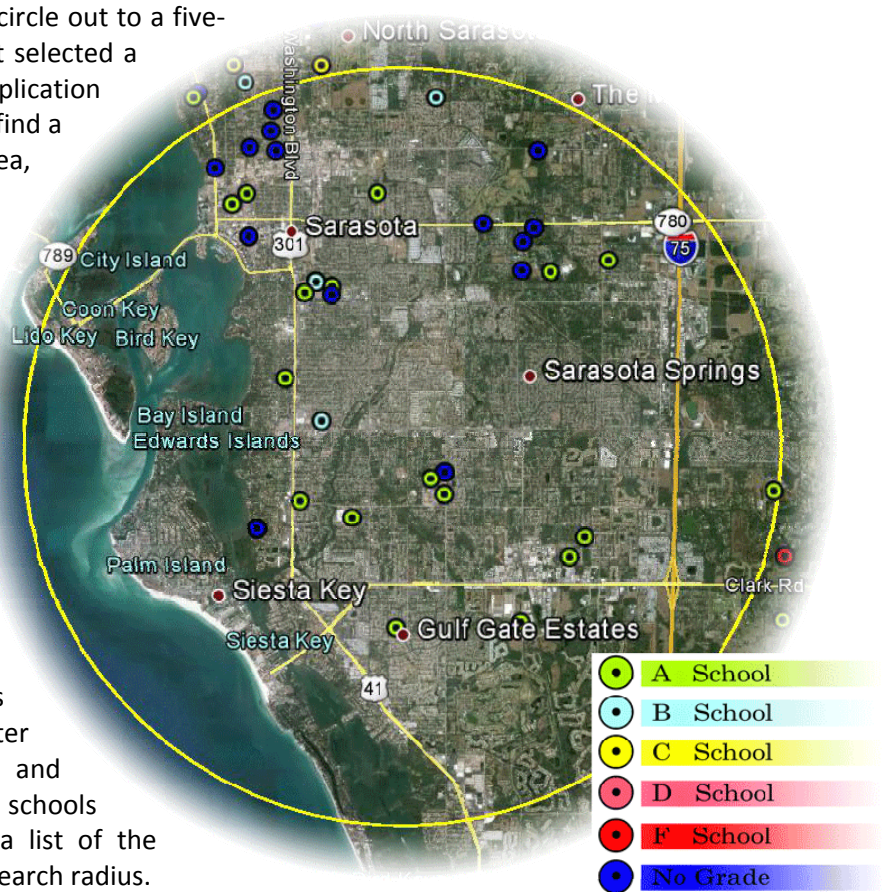 circle out to a five-
t selected a
plication
find a
ea,
Washington Blvd
North Saraso
The
Sarasota
301
780
75
789
City Island
Coon Key
Lido Key
Bird Key
Sarasota Springs
Bay Island
Edwards Islands
Palm Island
Siesta Key
Clark Rd
Siesta Key
Gulf Gate Estates
41
s
ter
and
schools
a list of the
earch radius.
A School
B School
C School
D School
F School
No Grade